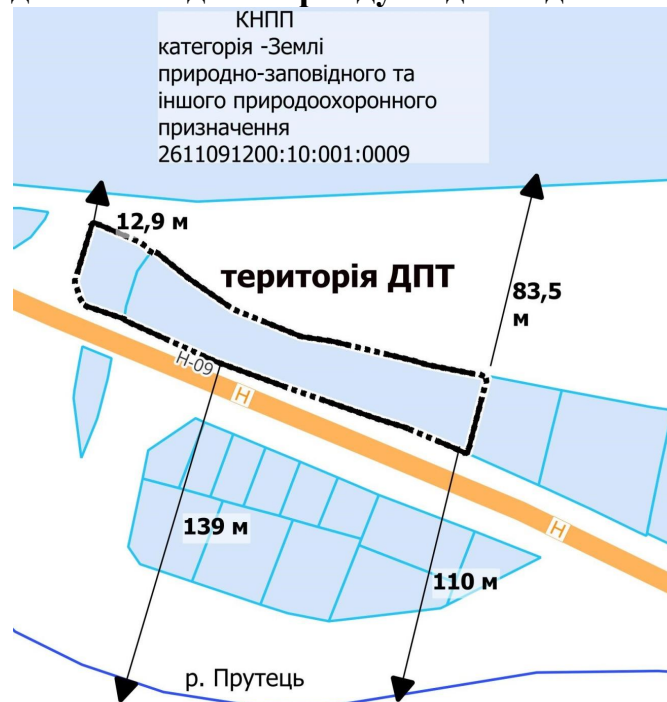 КНПП
категорія -Землі
природно-заповідного та
іншого природоохоронного
призначення
2611091200:10:001:0009
12,9 м
територія ДПТ
83,5
м
Н-09
Н
Н
139 м
110 м
р. Прутець